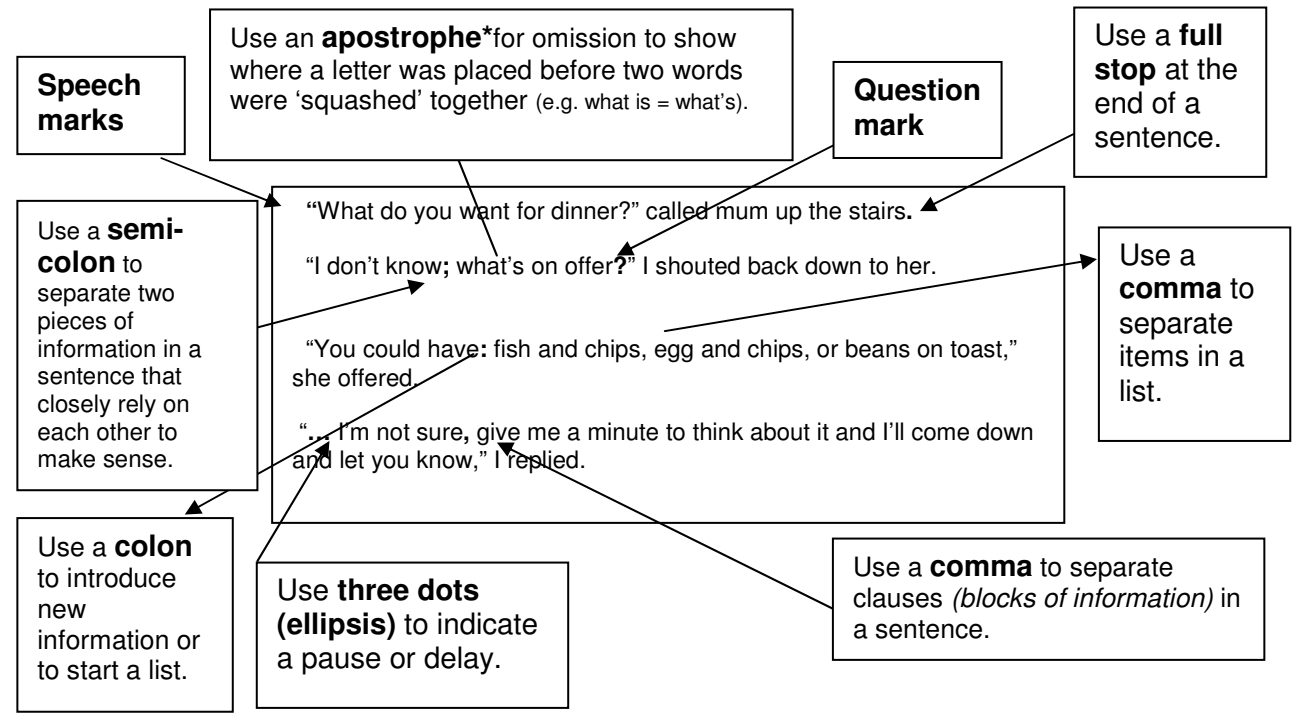 Speech
marks
Use an apostrophe*for omission to show
where a letter was placed before two words
were ‘squashed’ together (e.g. what is = what's).
Question
mark
Use a full
stop at the
end of a
sentence.
Use a semi-
colon to
separate two
pieces of
information in a
sentence that
closely rely on
each other to
make sense.
“What do you want for dinner?” called mum up the stairs.
“I don’t know; what’s on offer?” I shouted back down to her.
“You could have: fish and chips, egg and chips, or beans on toast,”
she offered.
“... I’m not sure, give me a minute to think about it and I’ll come down
and let you know,” I replied.
Use a
comma to
separate
items in a
list.
Use a colon
to introduce
new
information or
to start a list.
Use three dots
(ellipsis) to indicate
a pause or delay.
Use a comma to separate
clauses (blocks of information) in
a sentence.